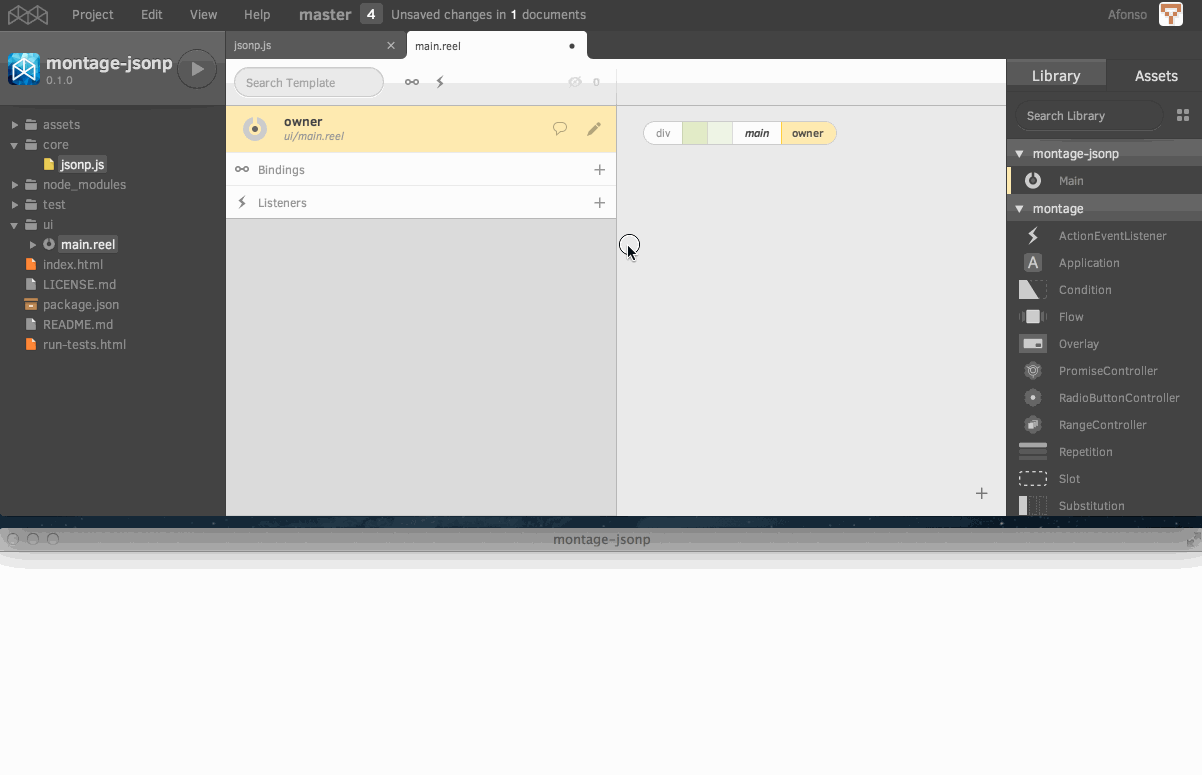 Project Edit View Help master 4 Unsaved changes in 1 documents Afonso
montage-jsonp
0.1.0
jsonp.js main.reel
Search Template 0
Library Assets
Search Library
owner
ui/main.reel
Bindings
Listeners
div main owner
assets
core
jsonp.js
node_modules
test
ui
main.reel
index.html
LICENSE.md
package.json
README.md
run-tests.html
montage-jsonp
Main
montage
ActionEventListener
Application
Condition
Flow
Overlay
PromiseController
RadioButtonController
RangeController
Repetition
Slot
Substitution
montage-jsonp